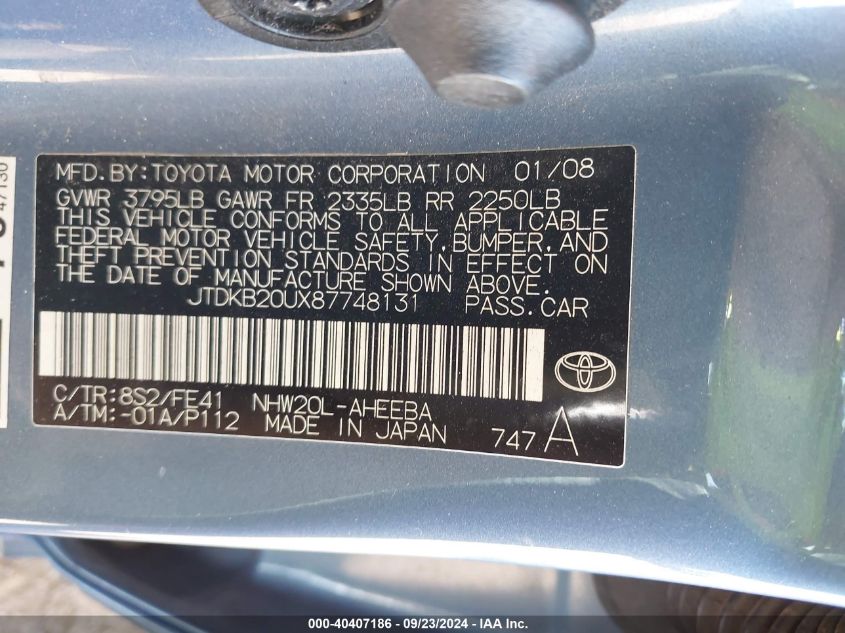 47130
MFD.BY:TOYOTA MOTOR CORPORATION 01/08
GVWR 3795LB GAWR FR 2335LB RR 2250LB
THIS VEHICLE CONFORMS TO ALL APPLICABLE
FEDERAL MOTOR VEHICLE SAFETY,BUMPER,AND
THEFT PREVENTION STANDARDS IN EFFECT ON
THE DATE OF MANUFACTURE SHOWN ABOVE.
JTDKB20UX87748131 PASS.CAR
C/TR:8S2/FE41 NHW20L-AHEEBA
A/TM:-01A/P112 MADE IN JAPAN 747 A
000-40407186 - 09/23/2024 - IAA Inc.